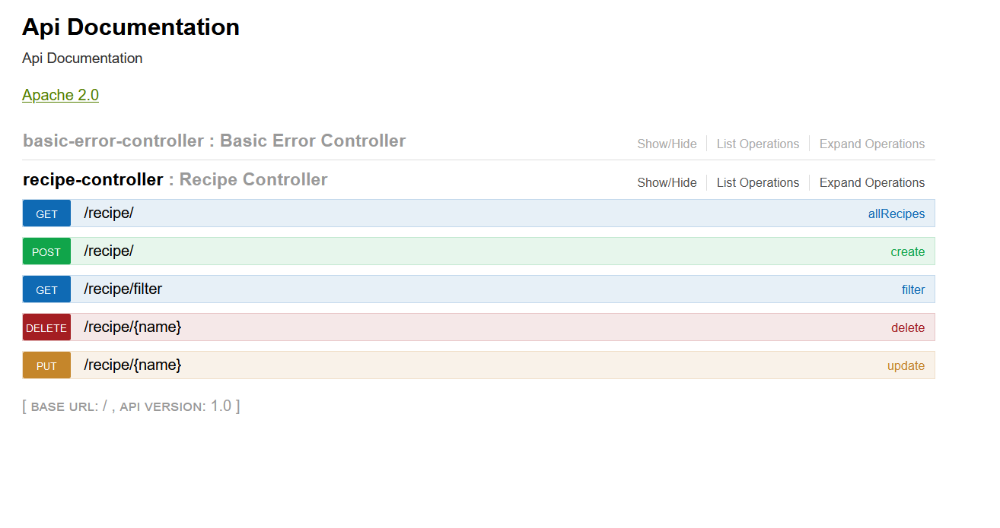 Api Documentation
Api Documentation
Apache 2.0
basic-error-controller : Basic Error Controller Show/Hide List Operations Expand Operations
recipe-controller : Recipe Controller Show/Hide List Operations Expand Operations
GET /recipe/ allRecipes
POST /recipe/ create
GET /recipe/filter filter
DELETE /recipe/{name} delete
PUT /recipe/{name} update
[ BASE URL: / , API VERSION: 1.0 ]